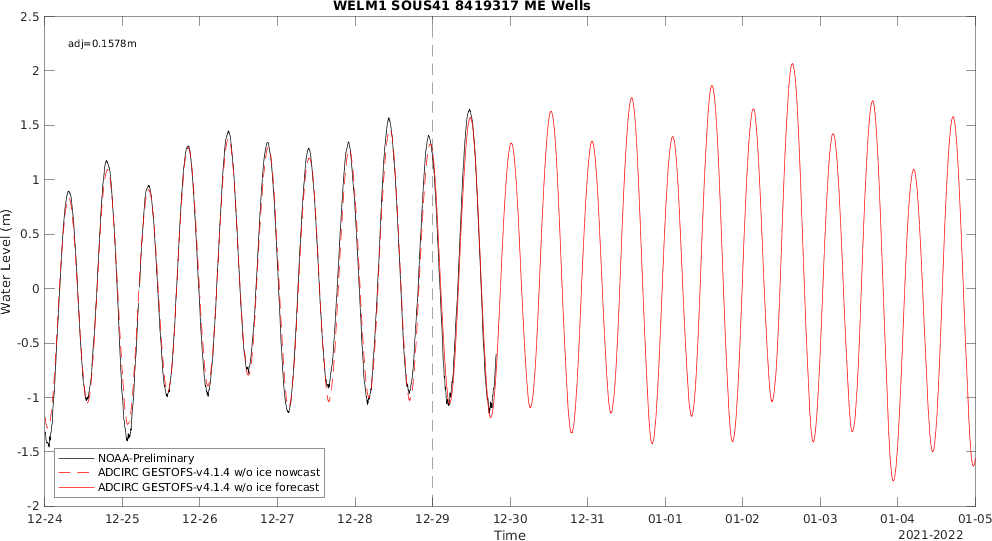 WELM1 SOUS41 8419317 ME Wells
adj=0.1578m
Water Level (m)
2.5
2
1.5
1
0.5
0
-0.5
-1
-1.5
-2
NOAA-Preliminary
ADCIRC GESTOFS-v4.1.4 w/o ice nowcast
ADCIRC GESTOFS-v4.1.4 w/o ice forecast
12-24 12-25 12-26 12-27 12-28 12-29 12-30 12-31 01-01 01-02 01-03 01-04 01-05
Time
2021-2022